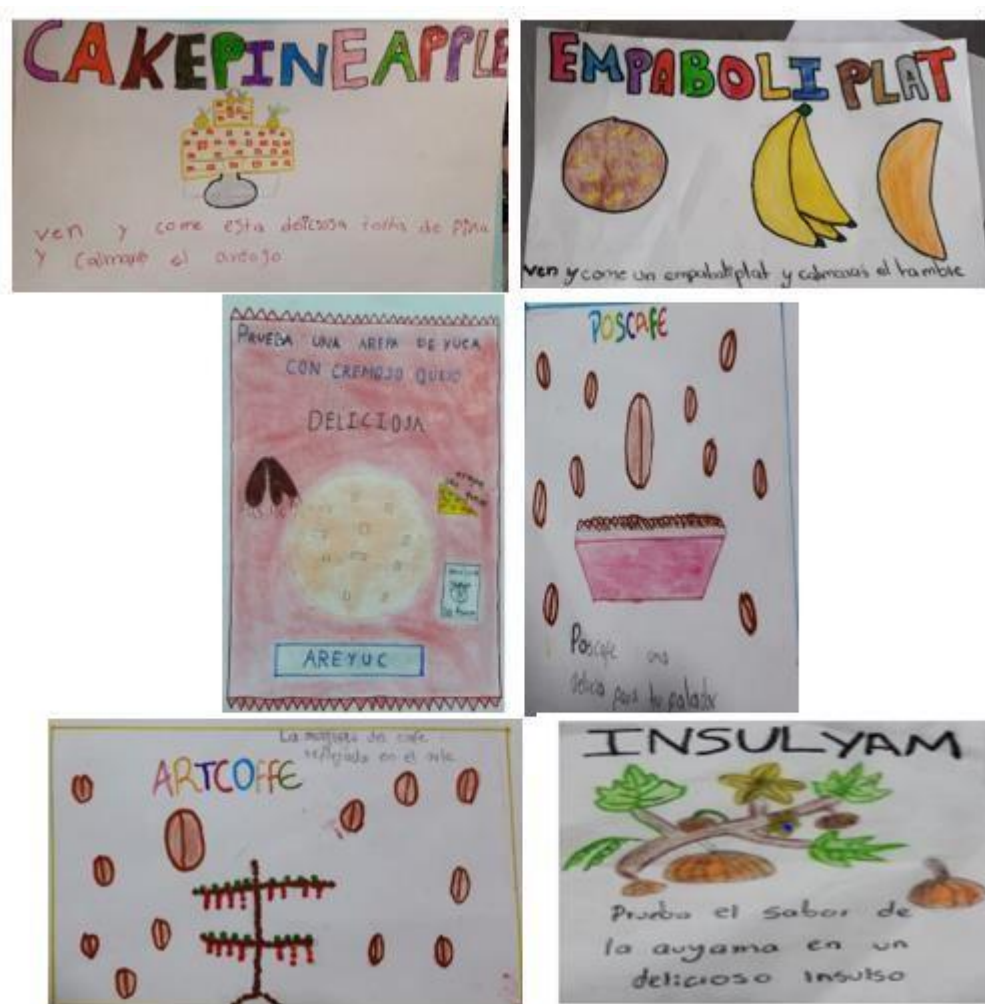 CAKEPINEAPPLE
ven y come esta deliciosa torta de piña
y calmaras el antojo
EMPABOLIPLAT
ven y come un empaboliplat y calmaras el hambre
PRUEBA UNA AREPA DE YUCA
CON CREMOSO QUESO
DELICIOSA
AREYUC
POSCAFE
Poscafe una
delicia para tu paladar
La magia del cafe
reflejada en el arte
ARTCOFFE
INSULYAM
Prueba el sabor de
la auyama en un
delicioso insulso